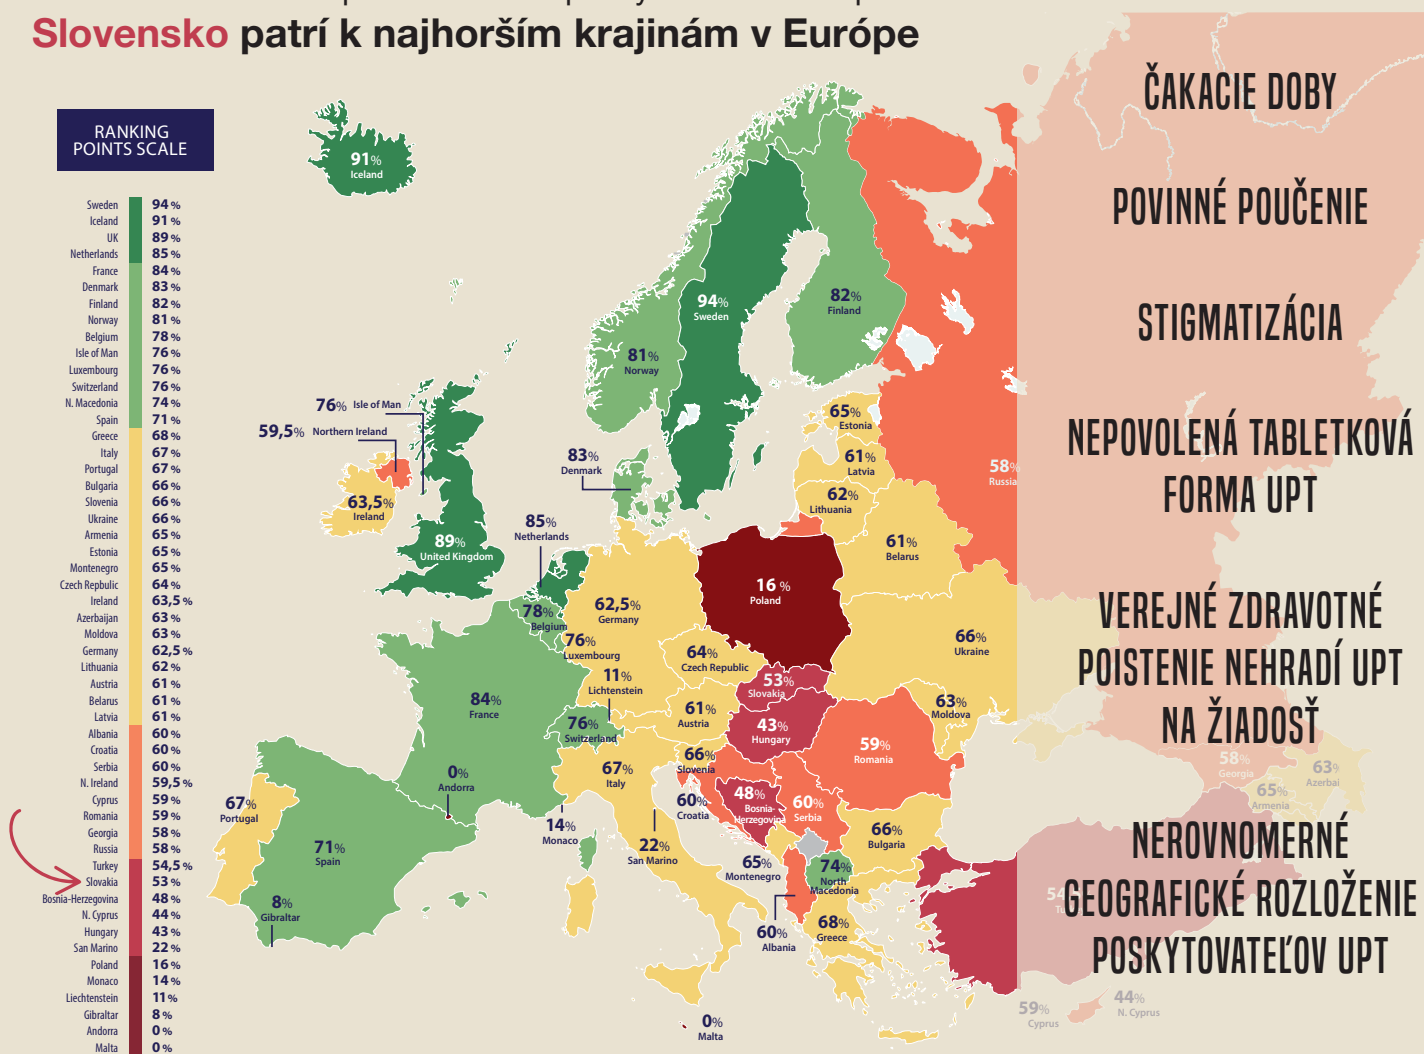 Slovensko patrí k najhorším krajinám v Európe
RANKING
POINTS SCALE
Sweden 94 %
Iceland 91 %
UK 89 %
Netherlands 85 %
France 84 %
Denmark 83 %
Finland 82 %
Norway 81 %
Belgium 78 %
Isle of Man 76 %
Luxembourg 76 %
Switzerland 76 %
N. Macedonia 74 %
Spain 71 %
Greece 68 %
Italy 67 %
Portugal 67 %
Bulgaria 66 %
Slovenia 66 %
Ukraine 66 %
Armenia 65 %
Estonia 65 %
Montenegro 65 %
Czech Repbulic 64 %
Ireland 63,5 %
Azerbaijan 63 %
Moldova 63 %
Germany 62,5 %
Lithuania 62 %
Austria 61 %
Belarus 61 %
Latvia 61 %
Albania 60 %
Croatia 60 %
Serbia 60 %
N. Ireland 59,5 %
Cyprus 59 %
Romania 59 %
Georgia 58 %
Russia 58 %
Turkey 54,5 %
Slovakia 53 %
Bosnia-Herzegovina 48 %
N. Cyprus 44 %
Hungary 43 %
San Marino 22 %
Poland 16 %
Monaco 14 %
Liechtenstein 11 %
Gibraltar 8 %
Andorra 0 %
Malta 0 %
91%
Iceland
94%
Sweden
82%
Finland
81%
Norway
76% Isle of Man
59,5% Northern Ireland
83%
Denmark
65%
Estonia
61%
Latvia
62%
Lithuania
58%
Russia
63,5%
Ireland
89%
United Kingdom
85%
Netherlands
61%
Belarus
16 %
Poland
62,5%
Germany
78%
Belgium
76%
Luxembourg
66%
Ukraine
64%
Czech Republic
11%
Lichtenstein
53%
Slovakia
84%
France
61%
Austria
63%
Moldova
76%
Switzerland
43%
Hungary
59%
Romania
66%
Slovenia
67%
Italy
0%
Andorra
48%
Bosnia-
Herzegovina
60%
Croatia
60%
Serbia
67%
Portugal
14%
Monaco
22%
San Marino
66%
Bulgaria
71%
Spain
65%
Montenegro
74%
North
Macedonia
8%
Gibraltar
68%
Greece
60%
Albania
0%
Malta
58%
Georgia
63%
Azerbai
65%
Armenia
54
Tu
59%
Cyprus
44%
N. Cyprus
ČAKACIE DOBY
POVINNÉ POUČENIE
STIGMATIZÁCIA
NEPOVOLENÁ TABLETKOVÁ
FORMA UPT
VEREJNÉ ZDRAVOTNÉ
POISTENIE NEHRADÍ UPT
NA ŽIADOSŤ
NEROVNOMERNÉ
GEOGRAFICKÉ ROZLOŽENIE
POSKYTOVATEĽOV UPT